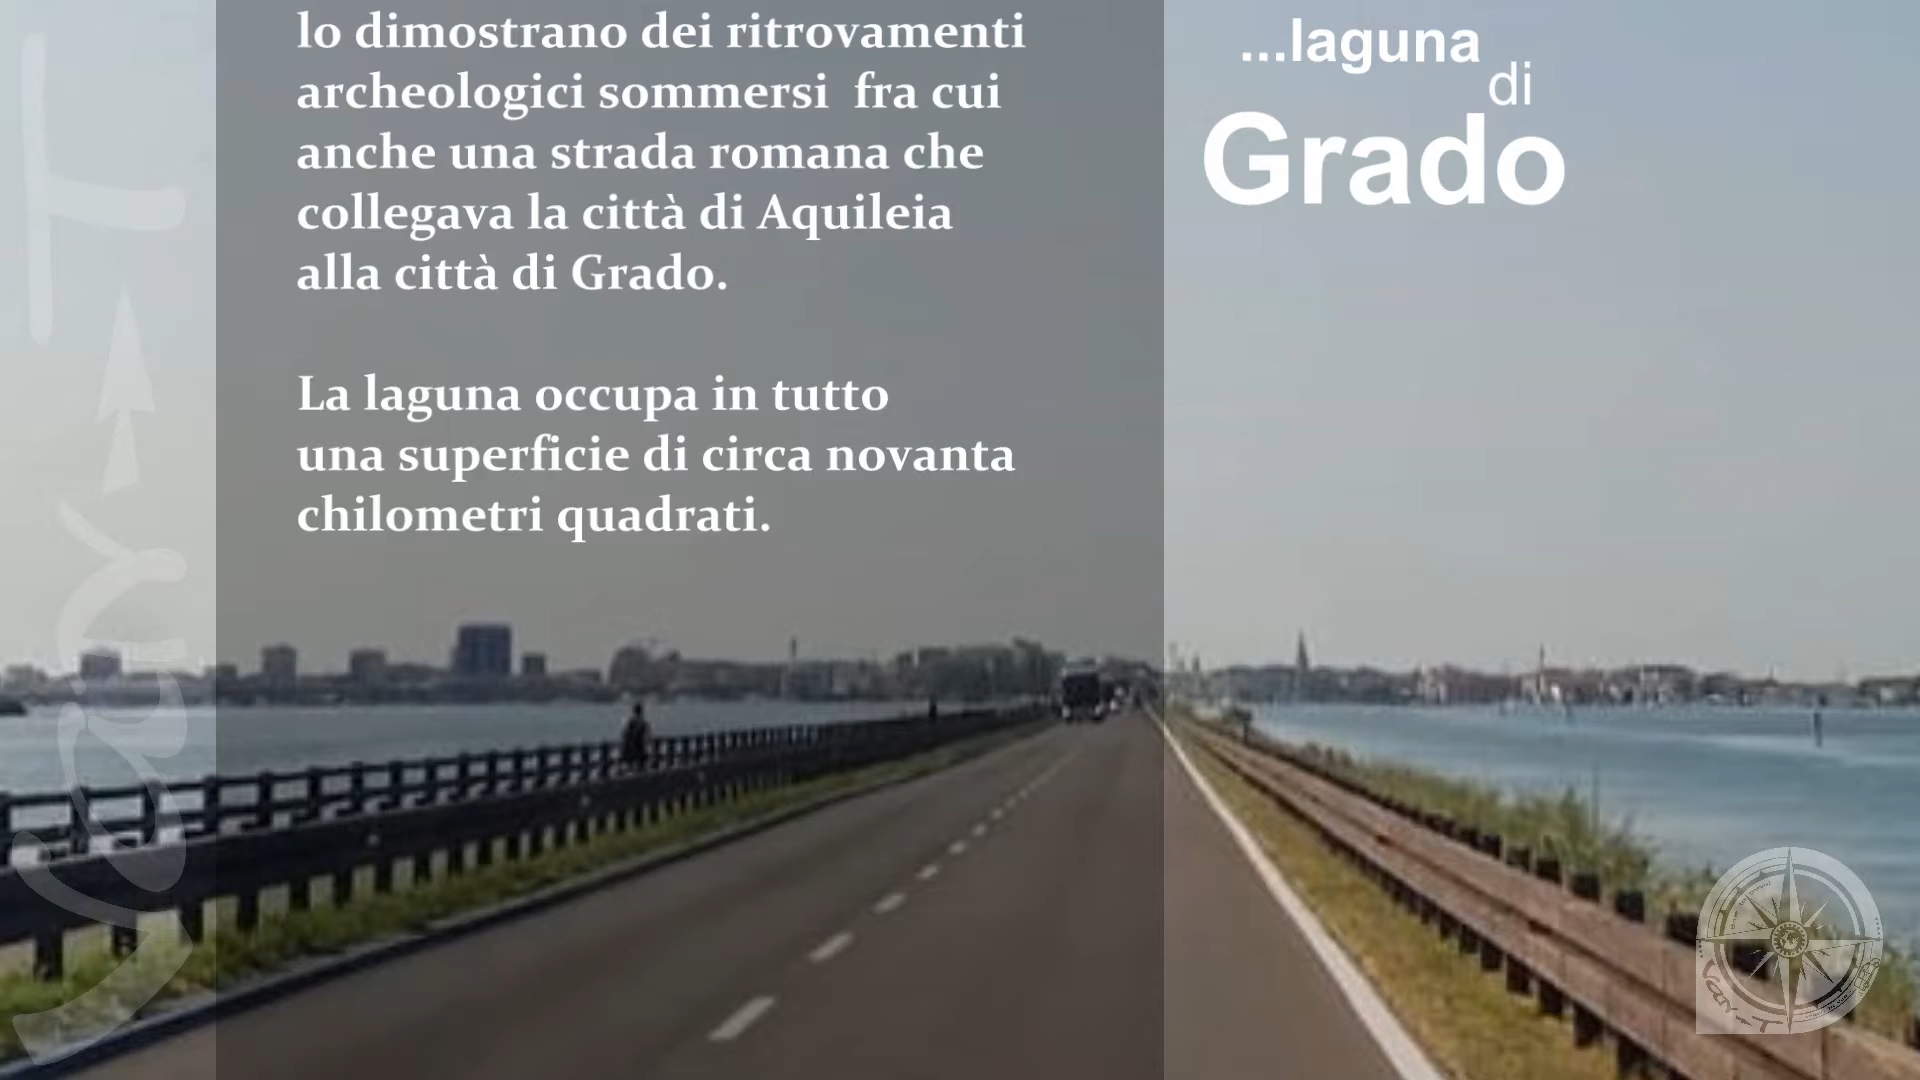 lo dimostrano dei ritrovamenti
archeologici sommersi  fra cui
anche una strada romana che
collegava la città di Aquileia
alla città di Grado.
La laguna occupa in tutto
una superficie di circa novanta
chilometri quadrati.
...laguna
di
Grado